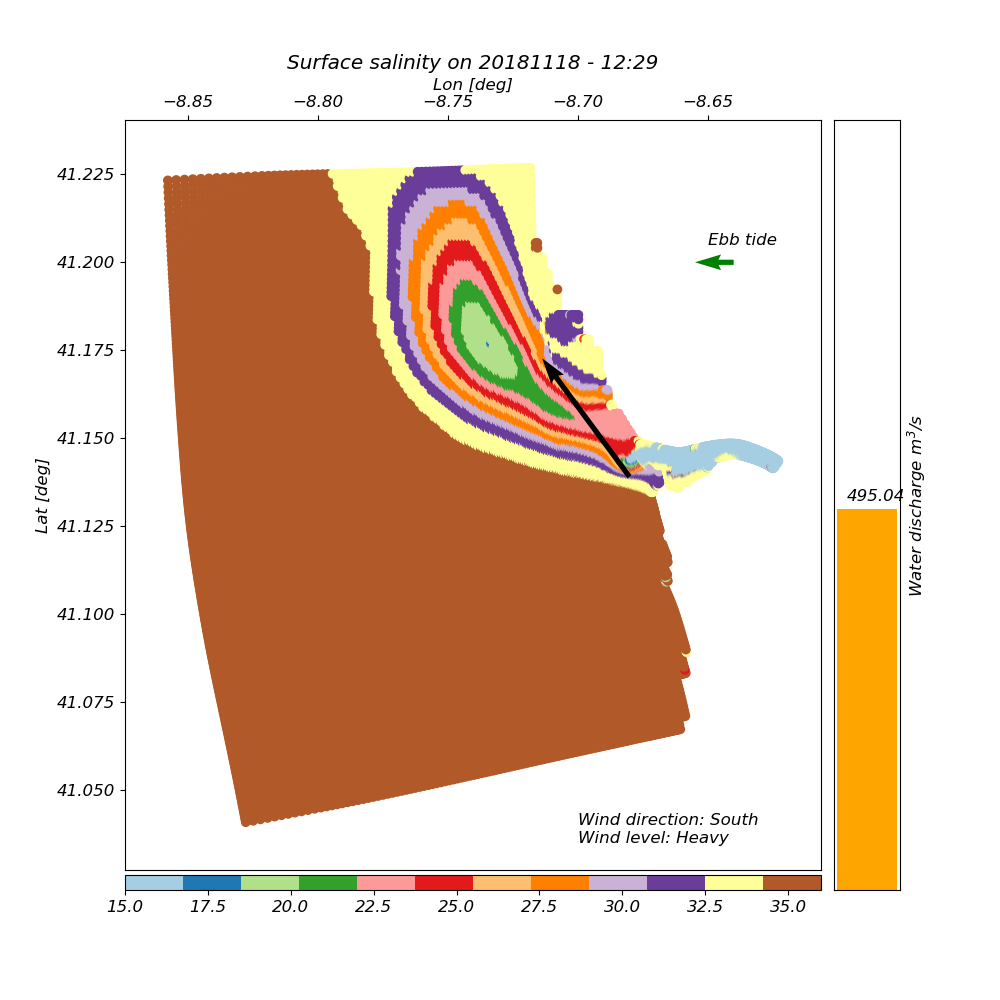 Surface salinity on 20181118 - 12:29
Lon [deg]
−8.85 −8.80 −8.75 −8.70 −8.65
41.225
41.200
41.175
41.150
41.125
41.100
41.075
41.050
Lat [deg]
Ebb tide
Wind direction: South
Wind level: Heavy
495.04
Water discharge m³/s
15.0 17.5 20.0 22.5 25.0 27.5 30.0 32.5 35.0